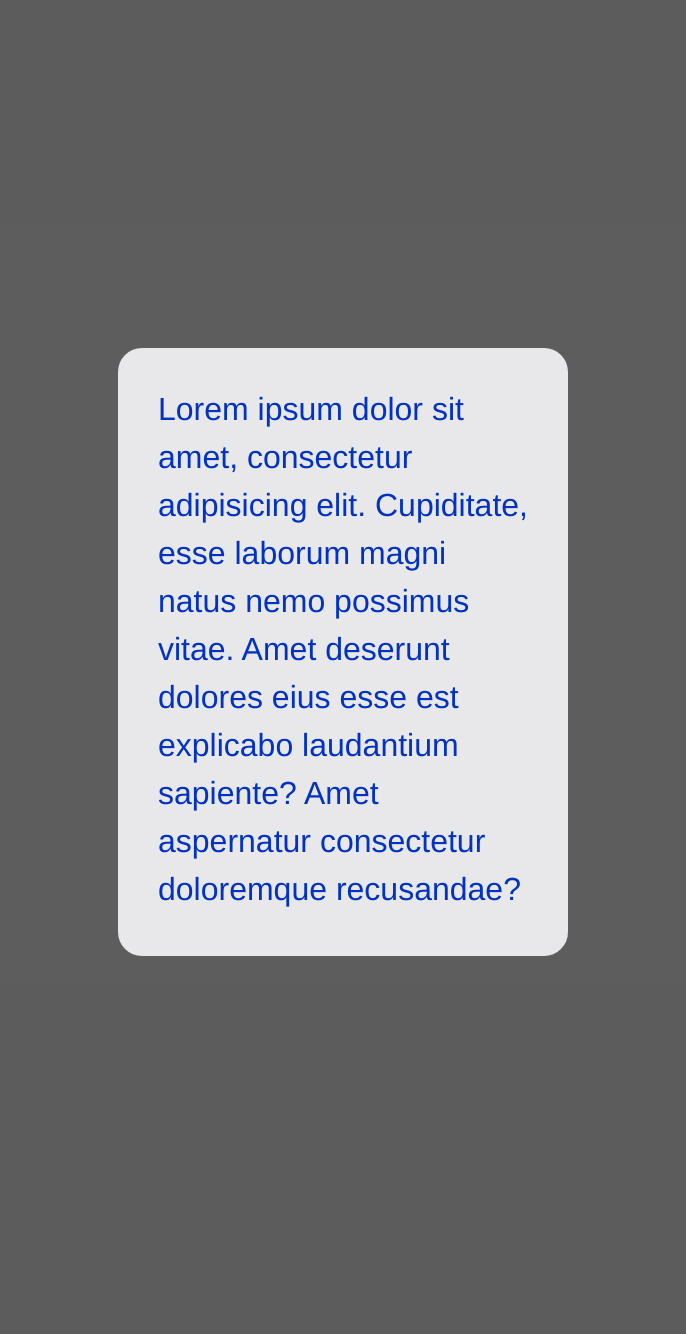 Lorem ipsum dolor sit
amet, consectetur
adipisicing elit. Cupiditate,
esse laborum magni
natus nemo possimus
vitae. Amet deserunt
dolores eius esse est
explicabo laudantium
sapiente? Amet
aspernatur consectetur
doloremque recusandae?